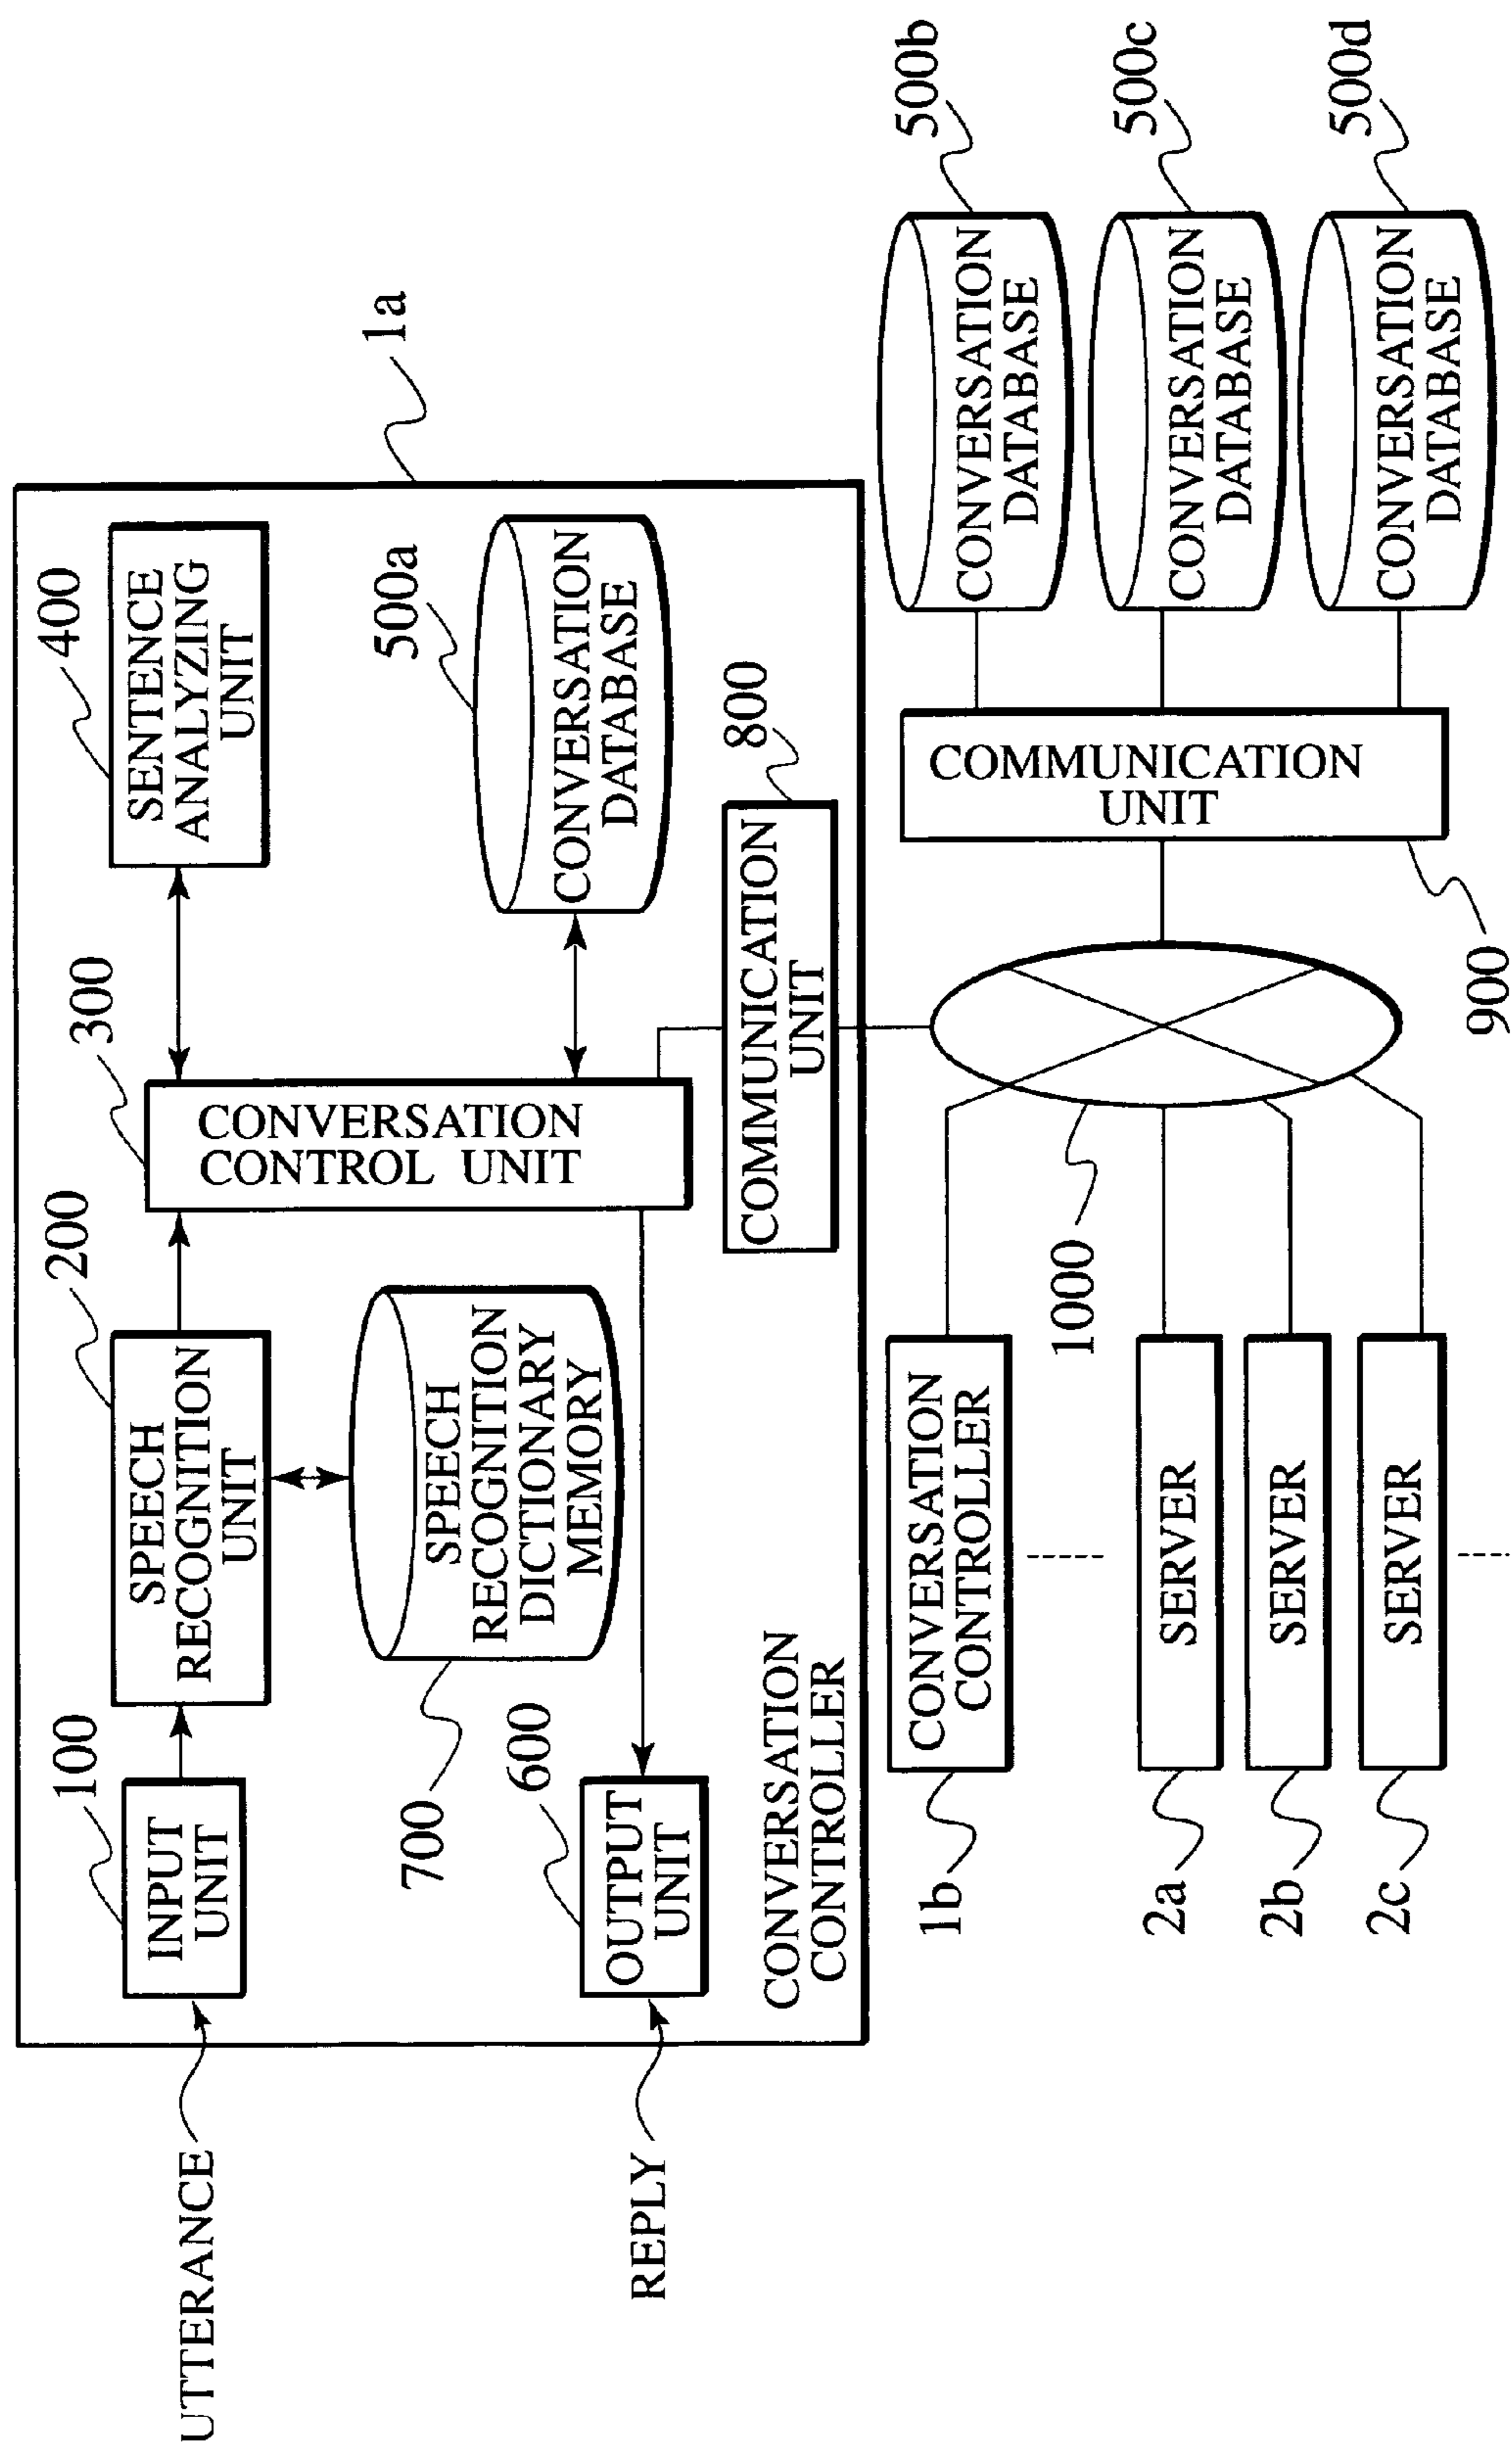 1a
400
SENTENCE
ANALYZING
UNIT
300
CONVERSATION
CONTROL UNIT
200
SPEECH
RECOGNITION
UNIT
100
INPUT
UNIT
UTTERANCE
500a
CONVERSATION
DATABASE
700
SPEECH
RECOGNITION
DICTIONARY
MEMORY
600
OUTPUT
UNIT
REPLY
800
COMMUNICATION
UNIT
CONVERSATION
CONTROLLER
1b
CONVERSATION
CONTROLLER
1000
2a
SERVER
2b
SERVER
2c
SERVER
900
COMMUNICATION
UNIT
500b
CONVERSATION
DATABASE
500c
CONVERSATION
DATABASE
500d
CONVERSATION
DATABASE